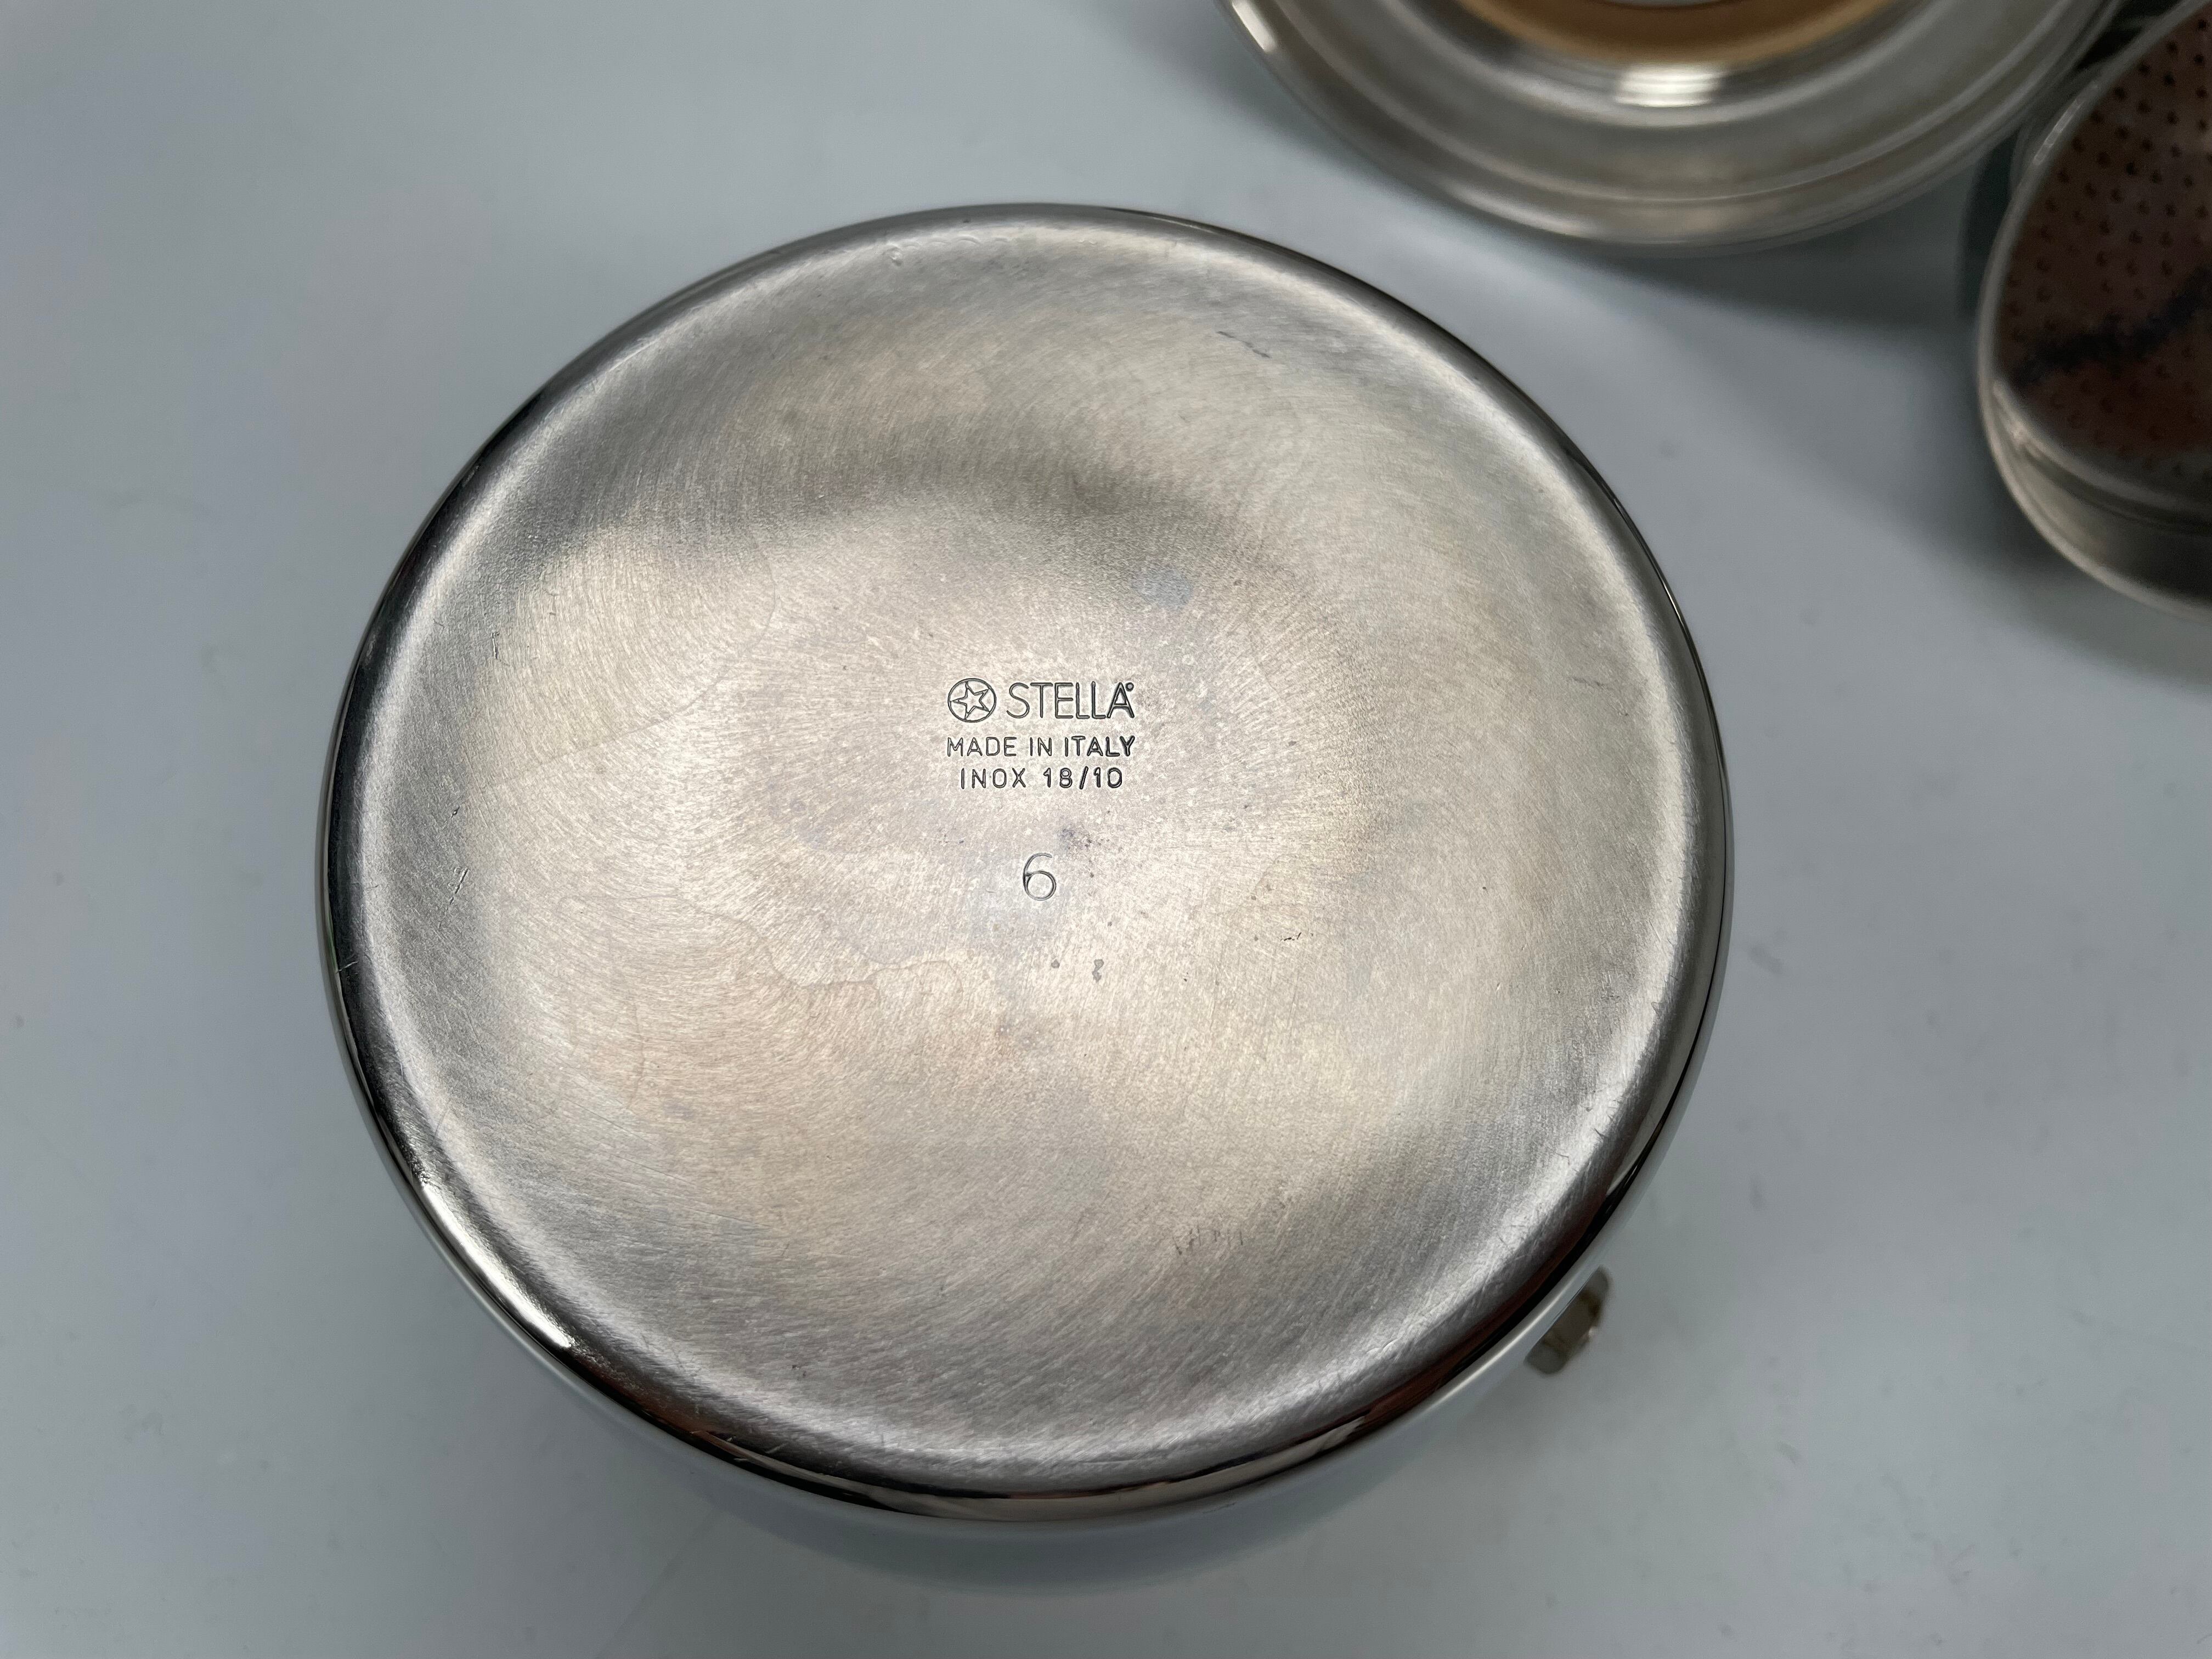 STELLA
MADE IN ITALY
INOX 18/10
6